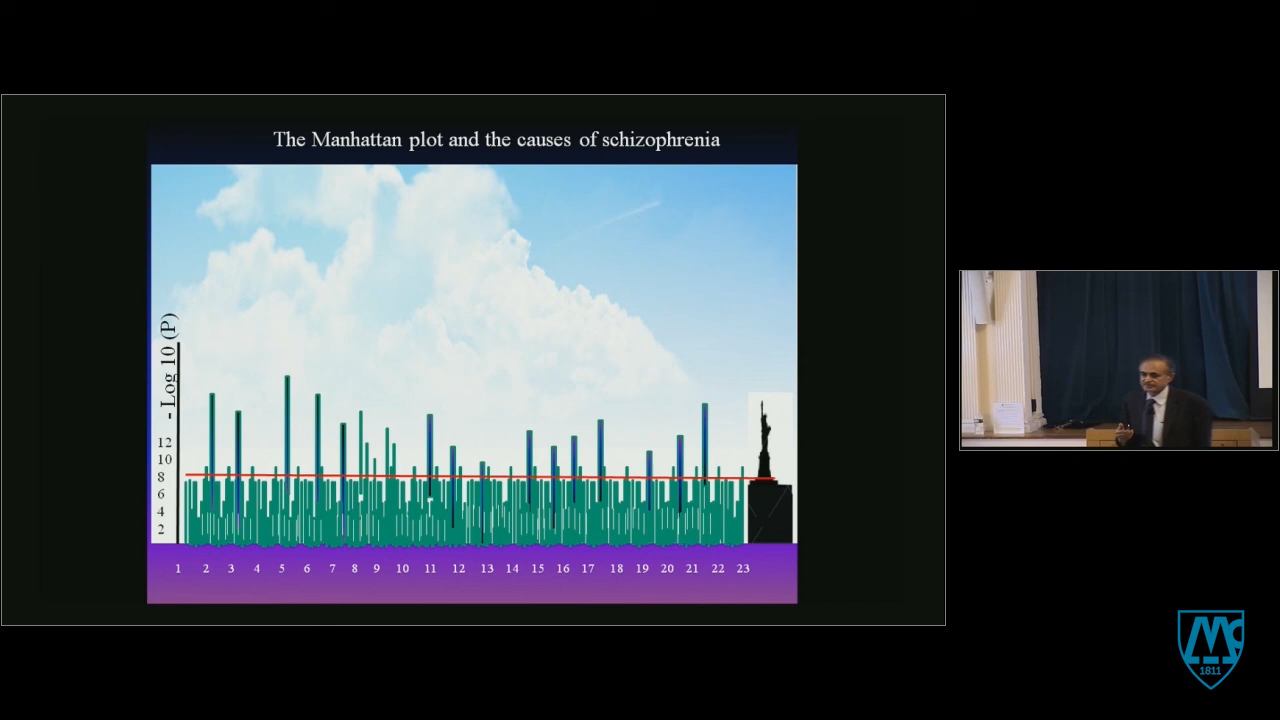 The Manhattan plot and the causes of schizophrenia
- Log 10 (P)
12
10
8
6
4
2
1 2 3 4 5 6 7 8 9 10 11 12 13 14 15 16 17 18 19 20 21 22 23
Mc
1811